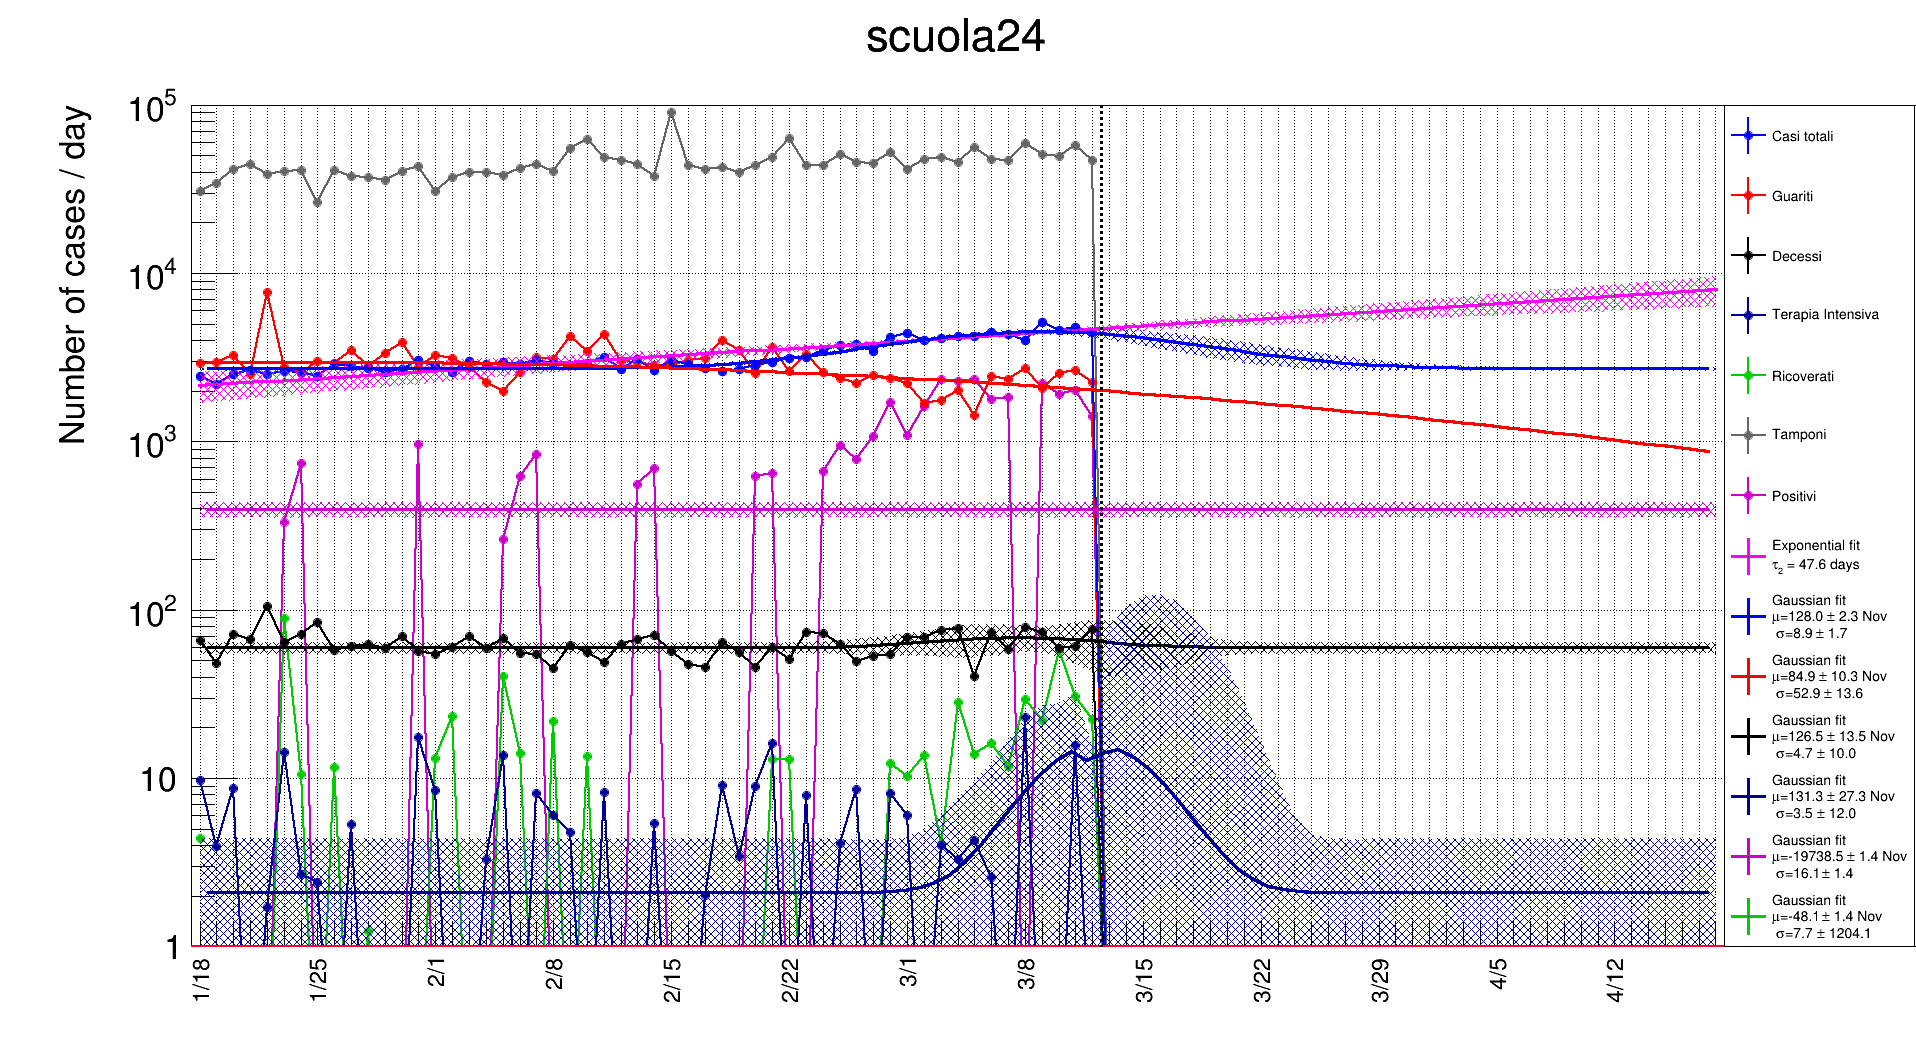 scuola24
Number of cases / day
10^5
10^4
10^3
10^2
10
1
1/18
1/25
2/1
2/8
2/15
2/22
3/1
3/8
3/15
3/22
3/29
4/5
4/12
Casi totali
Guariti
Decessi
Terapia Intensiva
Ricoverati
Tamponi
Positivi
Exponential fit
τ₂ = 47.6 days
Gaussian fit
μ=128.0 ± 2.3 Nov
σ=8.9 ± 1.7
Gaussian fit
μ=84.9 ± 10.3 Nov
σ=52.9 ± 13.6
Gaussian fit
μ=126.5 ± 13.5 Nov
σ=4.7 ± 10.0
Gaussian fit
μ=131.3 ± 27.3 Nov
σ=3.5 ± 12.0
Gaussian fit
μ=-19738.5 ± 1.4 Nov
σ=16.1 ± 1.4
Gaussian fit
μ=-48.1 ± 1.4 Nov
σ=7.7 ± 1204.1